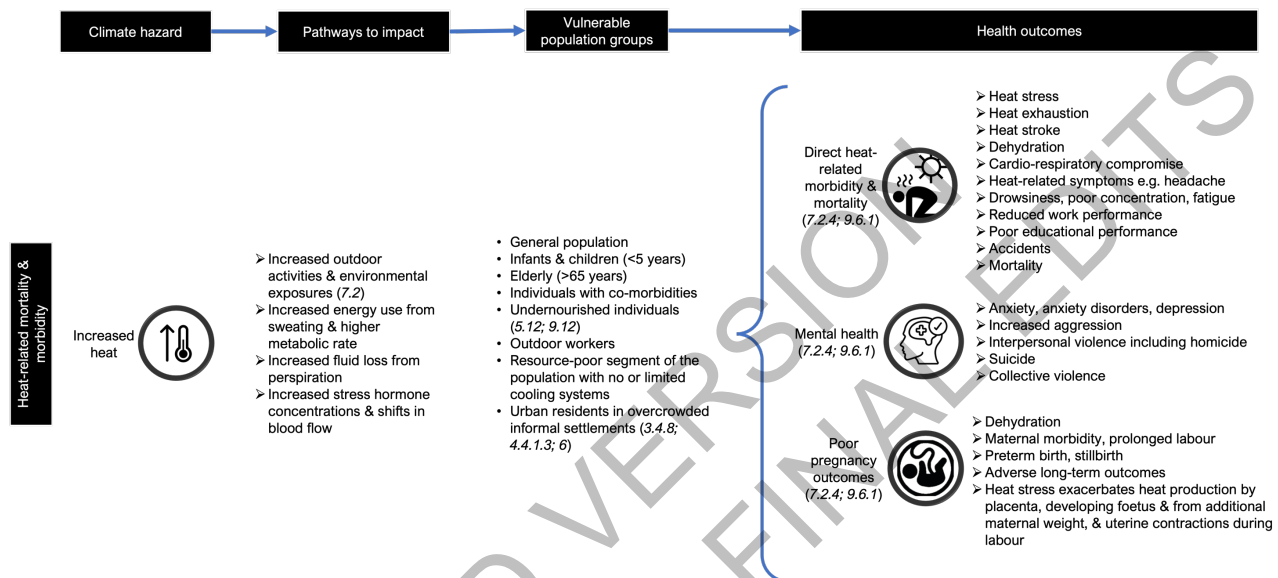 Climate hazard
Pathways to impact
Vulnerable
population groups
Health outcomes
Heat-related mortality &
morbidity
Increased
heat
➢ Increased outdoor
activities & environmental
exposures (7.2)
➢ Increased energy use from
sweating & higher
metabolic rate
➢ Increased fluid loss from
perspiration
➢ Increased stress hormone
concentrations & shifts in
blood flow
• General population
• Infants & children (<5 years)
• Elderly (>65 years)
• Individuals with co-morbidities
• Undernourished individuals
(5.12; 9.12)
• Outdoor workers
• Resource-poor segment of the
population with no or limited
cooling systems
• Urban residents in overcrowded
informal settlements (3.4.8;
4.4.1.3; 6)
Direct heat-
related
morbidity &
mortality
(7.2.4; 9.6.1)
➢ Heat stress
➢ Heat exhaustion
➢ Heat stroke
➢ Dehydration
➢ Cardio-respiratory compromise
➢ Heat-related symptoms e.g. headache
➢ Drowsiness, poor concentration, fatigue
➢ Reduced work performance
➢ Poor educational performance
➢ Accidents
➢ Mortality
Mental health
(7.2.4; 9.6.1)
➢ Anxiety, anxiety disorders, depression
➢ Increased aggression
➢ Interpersonal violence including homicide
➢ Suicide
➢ Collective violence
Poor
pregnancy
outcomes
(7.2.4; 9.6.1)
➢ Dehydration
➢ Maternal morbidity, prolonged labour
➢ Preterm birth, stillbirth
➢ Adverse long-term outcomes
➢ Heat stress exacerbates heat production by
placenta, developing foetus & from additional
maternal weight, & uterine contractions during
labour
VERSION
FINAL EDITS